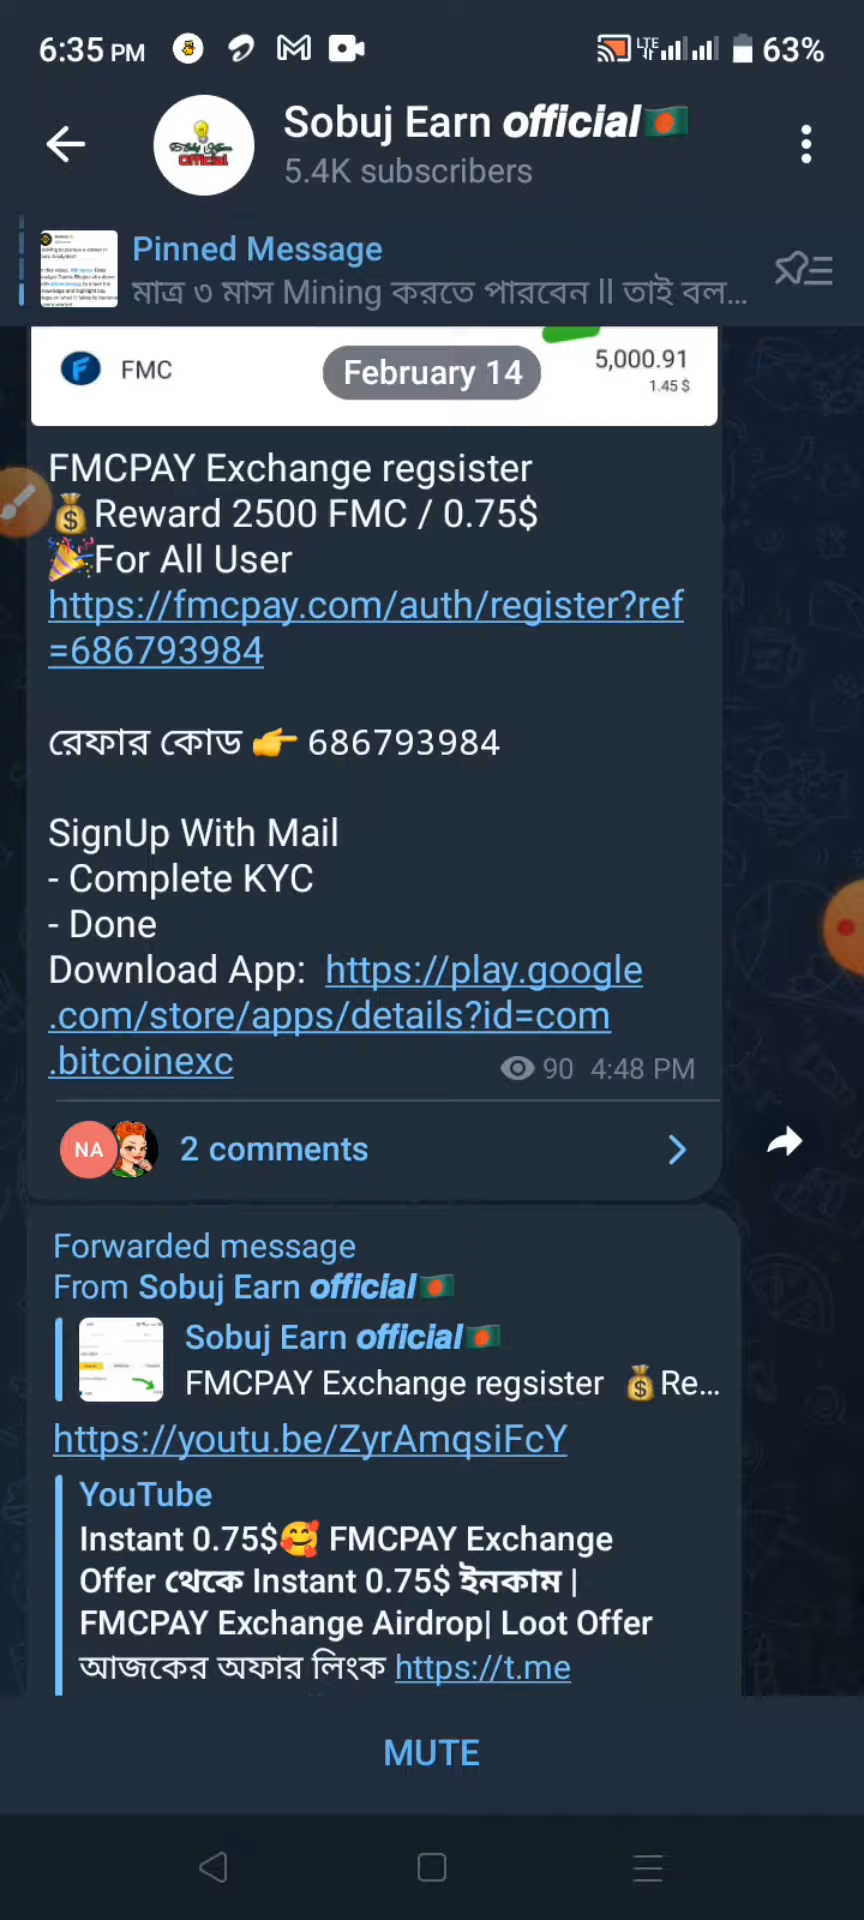 6:35 PM
LTE
63%
Sobuj Earn official
5.4K subscribers
Pinned Message
মাত্র ৩ মাস Mining করতে পারবেন ll তাই বল...
FMC
February 14
5,000.91
1.45 $
FMCPAY Exchange regsister
💰Reward 2500 FMC / 0.75$
🎉For All User
https://fmcpay.com/auth/register?ref
=686793984
রেফার কোড 👉 686793984
SignUp With Mail
- Complete KYC
- Done
Download App: https://play.google
.com/store/apps/details?id=com
.bitcoinexc
90 4:48 PM
NA
2 comments
Forwarded message
From Sobuj Earn official🇧🇩
Sobuj Earn official🇧🇩
FMCPAY Exchange regsister 💰Re...
https://youtu.be/ZyrAmqsiFcY
YouTube
Instant 0.75$🥰 FMCPAY Exchange
Offer থেকে Instant 0.75$ ইনকাম |
FMCPAY Exchange Airdrop| Loot Offer
আজকের অফার লিংক https://t.me
MUTE